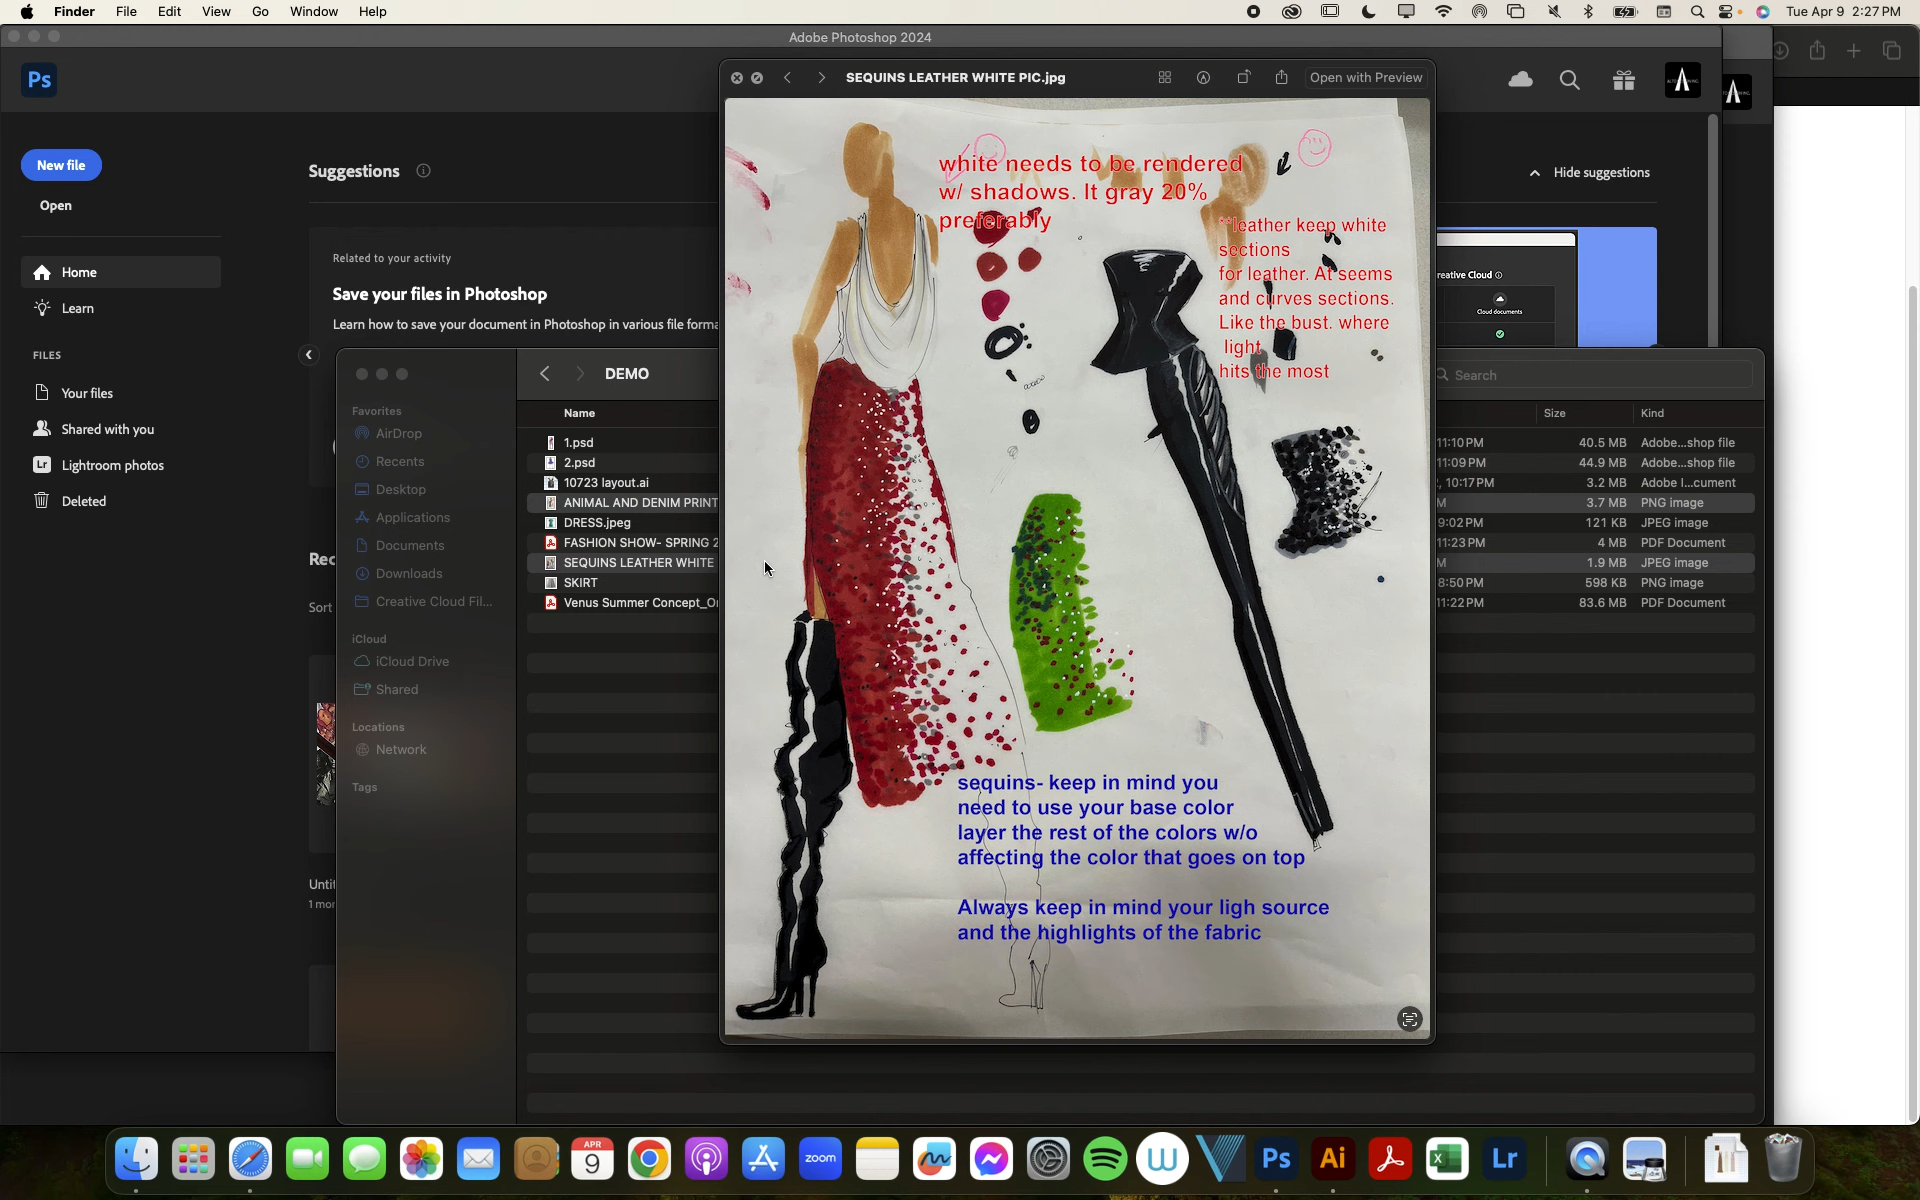 Finder File Edit View Go Window Help
Tue Apr 9 2:27 PM
Adobe Photoshop 2024
Ps
New file
Open
Home
Learn
FILES
Your files
Shared with you
Lr Lightroom photos
Deleted
Suggestions
Hide suggestions
Related to your activity
Save your files in Photoshop
Learn how to save your document in Photoshop in various file forma
reative Cloud
Cloud documents
Rec
Sort
Untit
1 mor
Favorites
AirDrop
Recents
Desktop
Applications
Documents
Downloads
Creative Cloud Fil...
iCloud
iCloud Drive
Shared
Locations
Network
Tags
DEMO
Search
Name
Size
Kind
1.psd
11:10 PM 40.5 MB Adobe...shop file
2.psd
11:09 PM 44.9 MB Adobe...shop file
10723 layout.ai
, 10:17 PM 3.2 MB Adobe I...cument
ANIMAL AND DENIM PRINT
M 3.7 MB PNG image
DRESS.jpeg
9:02 PM 121 KB JPEG image
FASHION SHOW- SPRING 2
11:23 PM 4 MB PDF Document
SEQUINS LEATHER WHITE
M 1.9 MB JPEG image
SKIRT
8:50 PM 598 KB PNG image
Venus Summer Concept_Or
11:22 PM 83.6 MB PDF Document
SEQUINS LEATHER WHITE PIC.jpg
Open with Preview
white needs to be rendered
w/ shadows. It gray 20%
preferably
**leather keep white
sections
for leather. At seems
and curves sections.
Like the bust. where
light
hits the most
sequins- keep in mind you
need to use your base color
layer the rest of the colors w/o
affecting the color that goes on top
Always keep in mind your ligh source
and the highlights of the fabric
APR
9
zoom
Ps
Ai
Lr